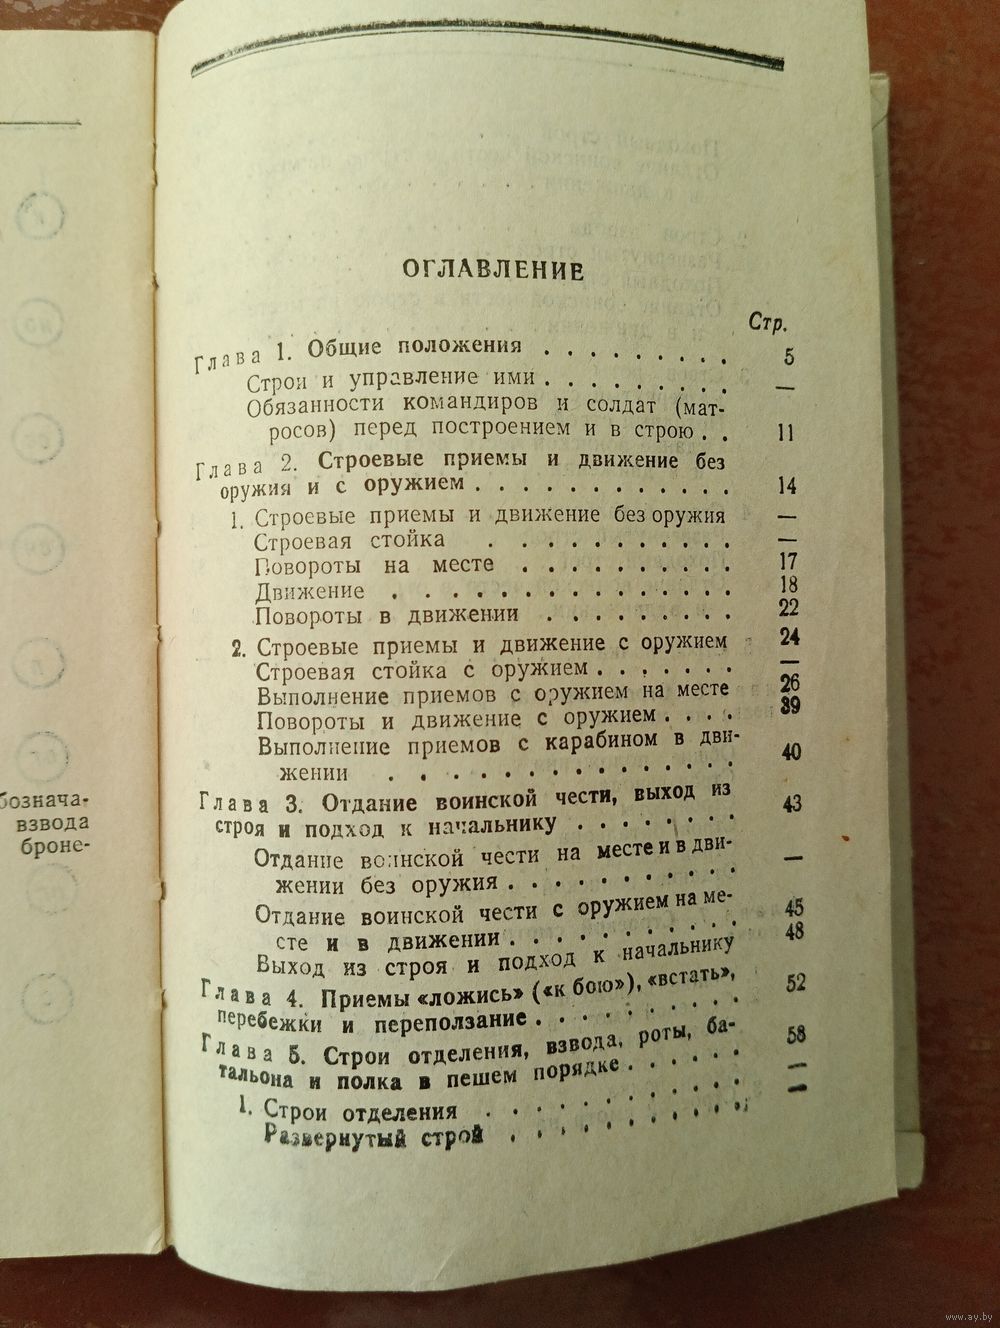 бознача-
взвода
броне-
ОГЛАВЛЕНИЕ
Стр.
Глава 1. Общие положения . . . . . . . . . 5
Строи и управление ими . . . . . . . . . —
Обязанности командиров и солдат (мат-
росов) перед построением и в строю . . 11
Глава 2. Строевые приемы и движение без
оружия и с оружием . . . . . . . . . . . 14
1. Строевые приемы и движение без оружия —
Строевая стойка . . . . . . . . . . . —
Повороты на месте . . . . . . . . . . 17
Движение . . . . . . . . . . . . . . 18
Повороты в движении . . . . . . . . . 22
2. Строевые приемы и движение с оружием 24
Строевая стойка с оружием . . . . . . . —
Выполнение приемов с оружием на месте 26
Повороты и движение с оружием . . . . 39
Выполнение приемов с карабином в дви-
жении . . . . . . . . . . . . . . 40
Глава 3. Отдание воинской чести, выход из
строя и подход к начальнику . . . . . . . . 43
Отдание воинской чести на месте и в дви-
жении без оружия . . . . . . . . . . —
Отдание воинской чести с оружием на ме-
сте и в движении . . . . . . . . . . 45
Выход из строя и подход к начальнику 48
Глава 4. Приемы «ложись» («к бою»), «встать»,
перебежки и переползание . . . . . . . . . 52
Глава 5. Строи отделения, взвода, роты, ба-
тальона и полка в пешем порядке . . . . . . 58
1. Строи отделения . . . . . . . . . . . —
Развернутый строй . . . . . . . . . . —
www.ay.by